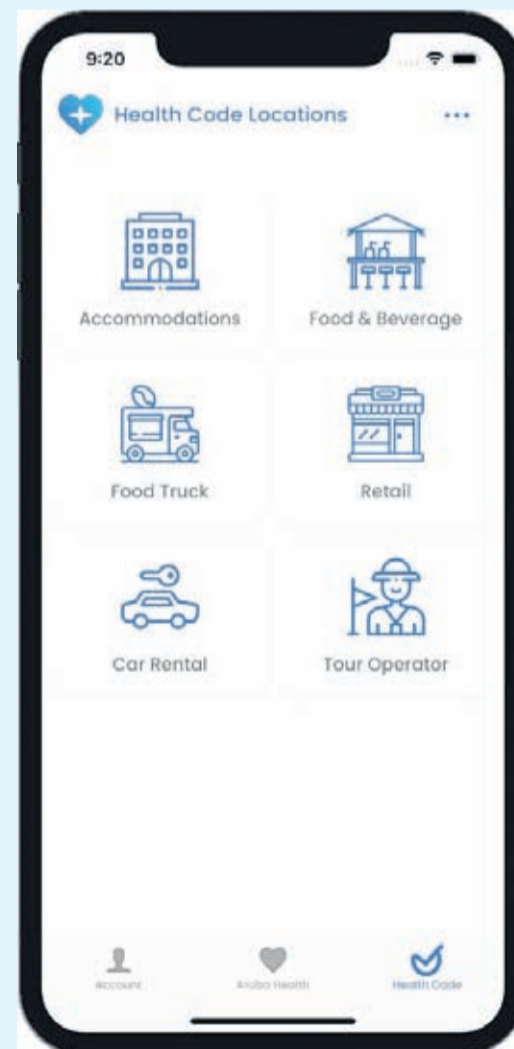 9:20
Health Code Locations
Accommodations
Food & Beverage
Food Truck
Retail
Car Rental
Tour Operator
Account
Aruba Health
Health Code